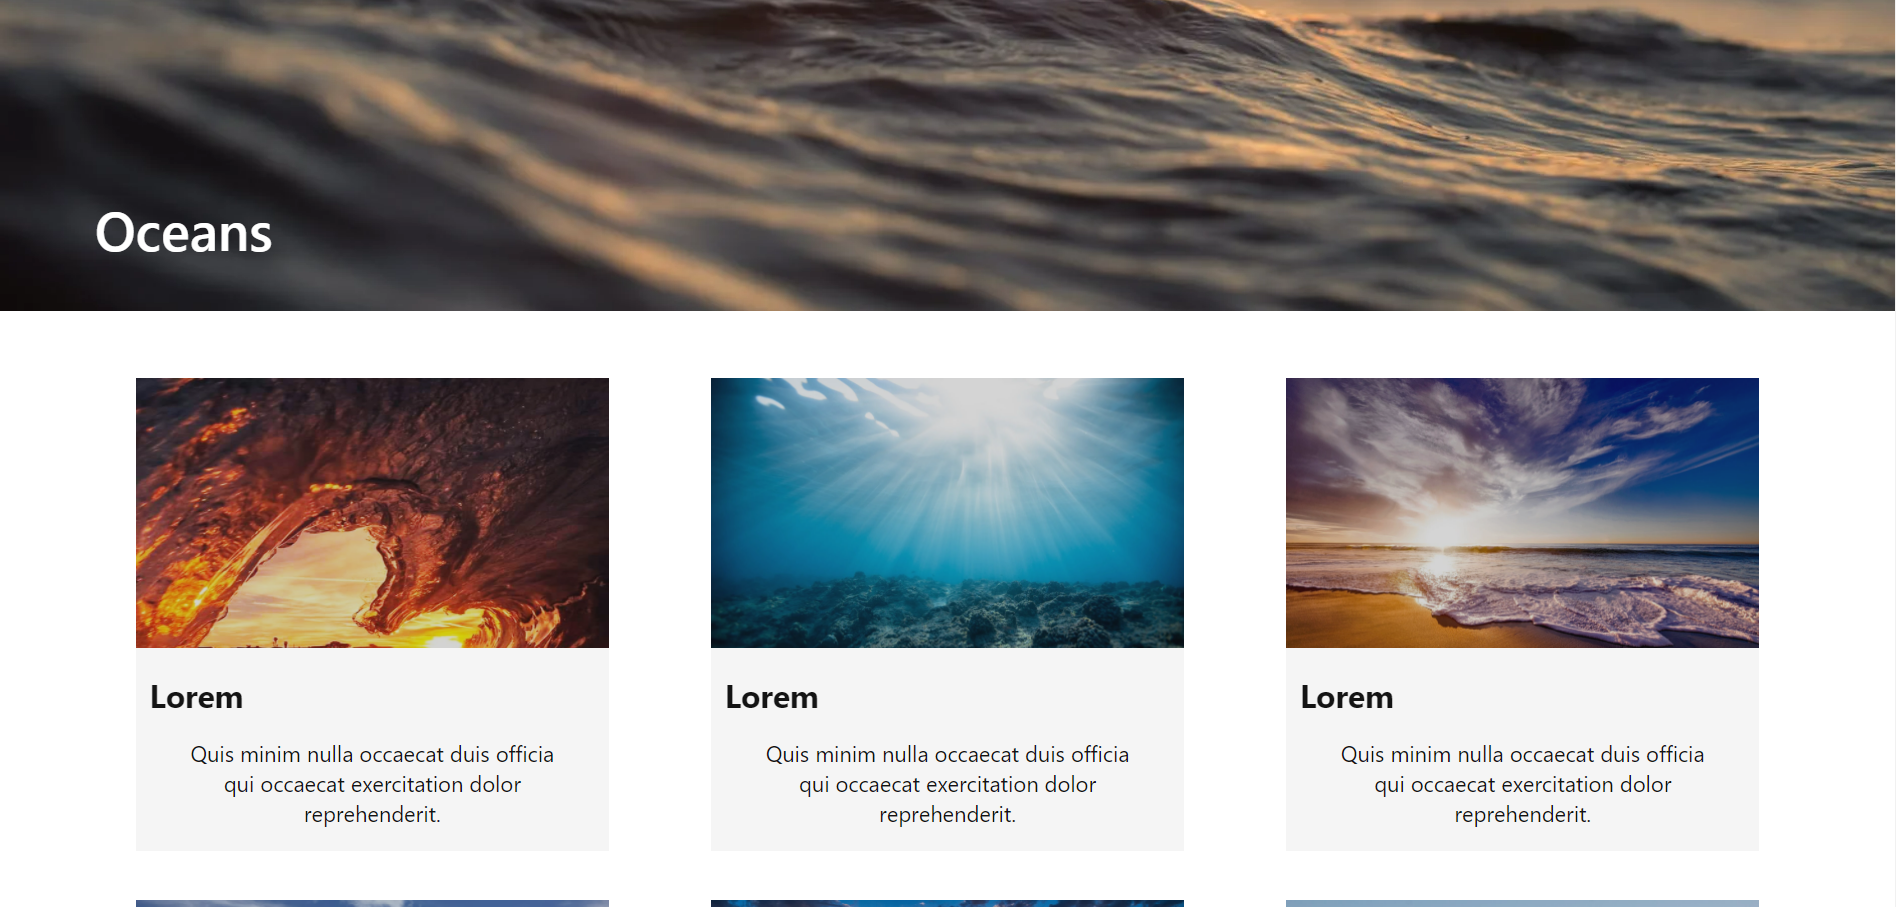 Oceans
Lorem
Quis minim nulla occaecat duis officia
qui occaecat exercitation dolor
reprehenderit.
Lorem
Quis minim nulla occaecat duis officia
qui occaecat exercitation dolor
reprehenderit.
Lorem
Quis minim nulla occaecat duis officia
qui occaecat exercitation dolor
reprehenderit.